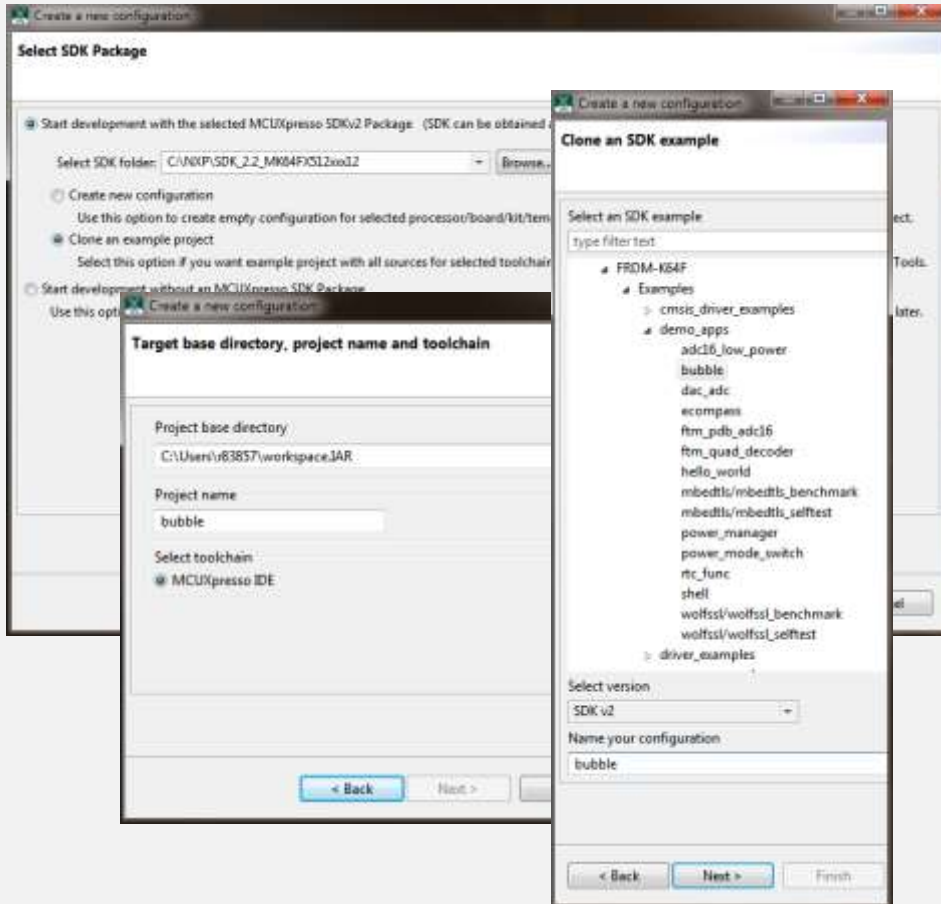 Create a new configuration
Select SDK Package
Start development with the selected MCUXpresso SDKv2 Package. (SDK can be obtained
Select SDK folder: C:\NXP\SDK_2.2_MK64FX512xxx12
Browse...
Create new configuration
Use this option to create empty configuration for selected processor/board/kit/tem
ect.
Clone an example project
Select this option if you want example project with all sources for selected toolchain
Tools.
Start development without an MCUXpresso SDK Package
Use this opti
later.
Create a new configuration
Target base directory, project name and toolchain
Project base directory
C:\Users\r83857\workspace.IAR
Project name
bubble
Select toolchain
MCUXpresso IDE
< Back
Next >
Create a new configuration
Clone an SDK example
Select an SDK example
type filter text
FRDM-K64F
Examples
cmsis_driver_examples
demo_apps
adc16_low_power
bubble
dac_adc
ecompass
ftm_pdb_adc16
ftm_quad_decoder
hello_world
mbedtls/mbedtls_benchmark
mbedtls/mbedtls_selftest
power_manager
power_mode_switch
rtc_func
shell
wolfssl/wolfssl_benchmark
wolfssl/wolfssl_selftest
driver_examples
Select version
SDK v2
Name your configuration
bubble
< Back
Next >
Finish